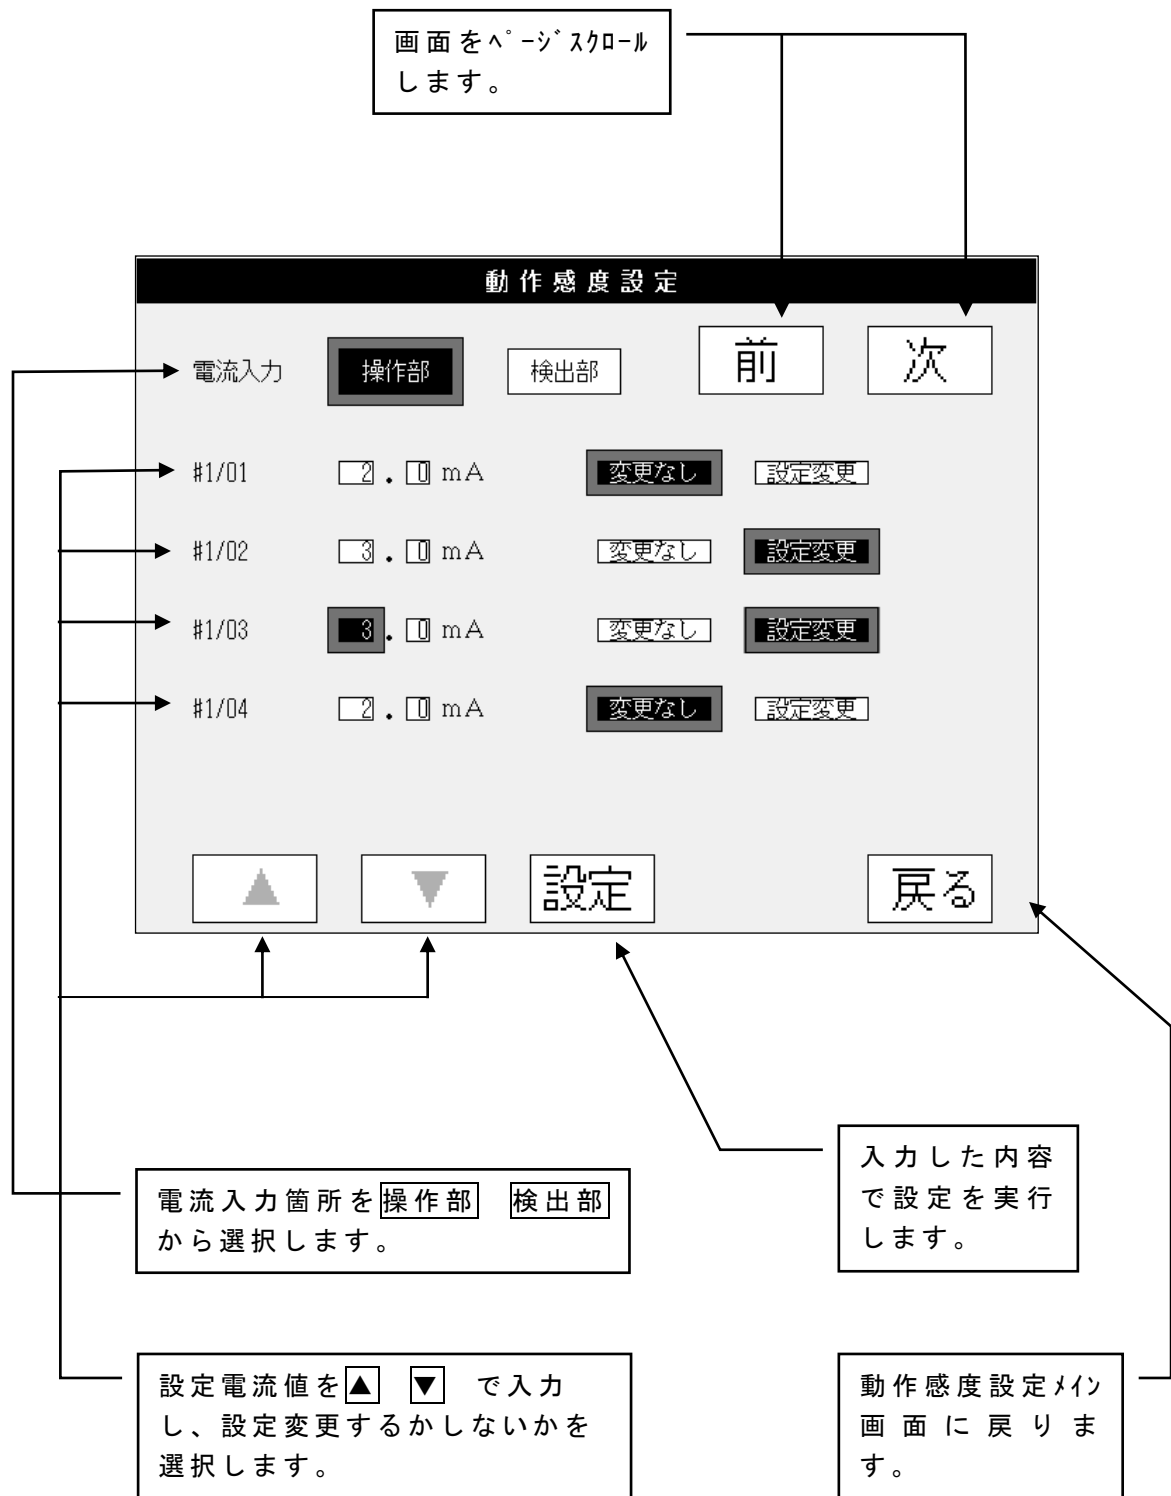 画面をﾍﾟｰｼﾞｽｸﾛｰﾙ
します。
動作感度設定
電流入力 操作部 検出部 前 次
#1/01 2.0 mA 変更なし 設定変更
#1/02 3.0 mA 変更なし 設定変更
#1/03 3.0 mA 変更なし 設定変更
#1/04 2.0 mA 変更なし 設定変更
▲ ▼ 設定 戻る
電流入力箇所を操作部 検出部
から選択します。
入力した内容
で設定を実行
します。
設定電流値を▲ ▼ で入力
し、設定変更するかしないかを
選択します。
動作感度設定ﾒｲﾝ
画面に戻りま
す。